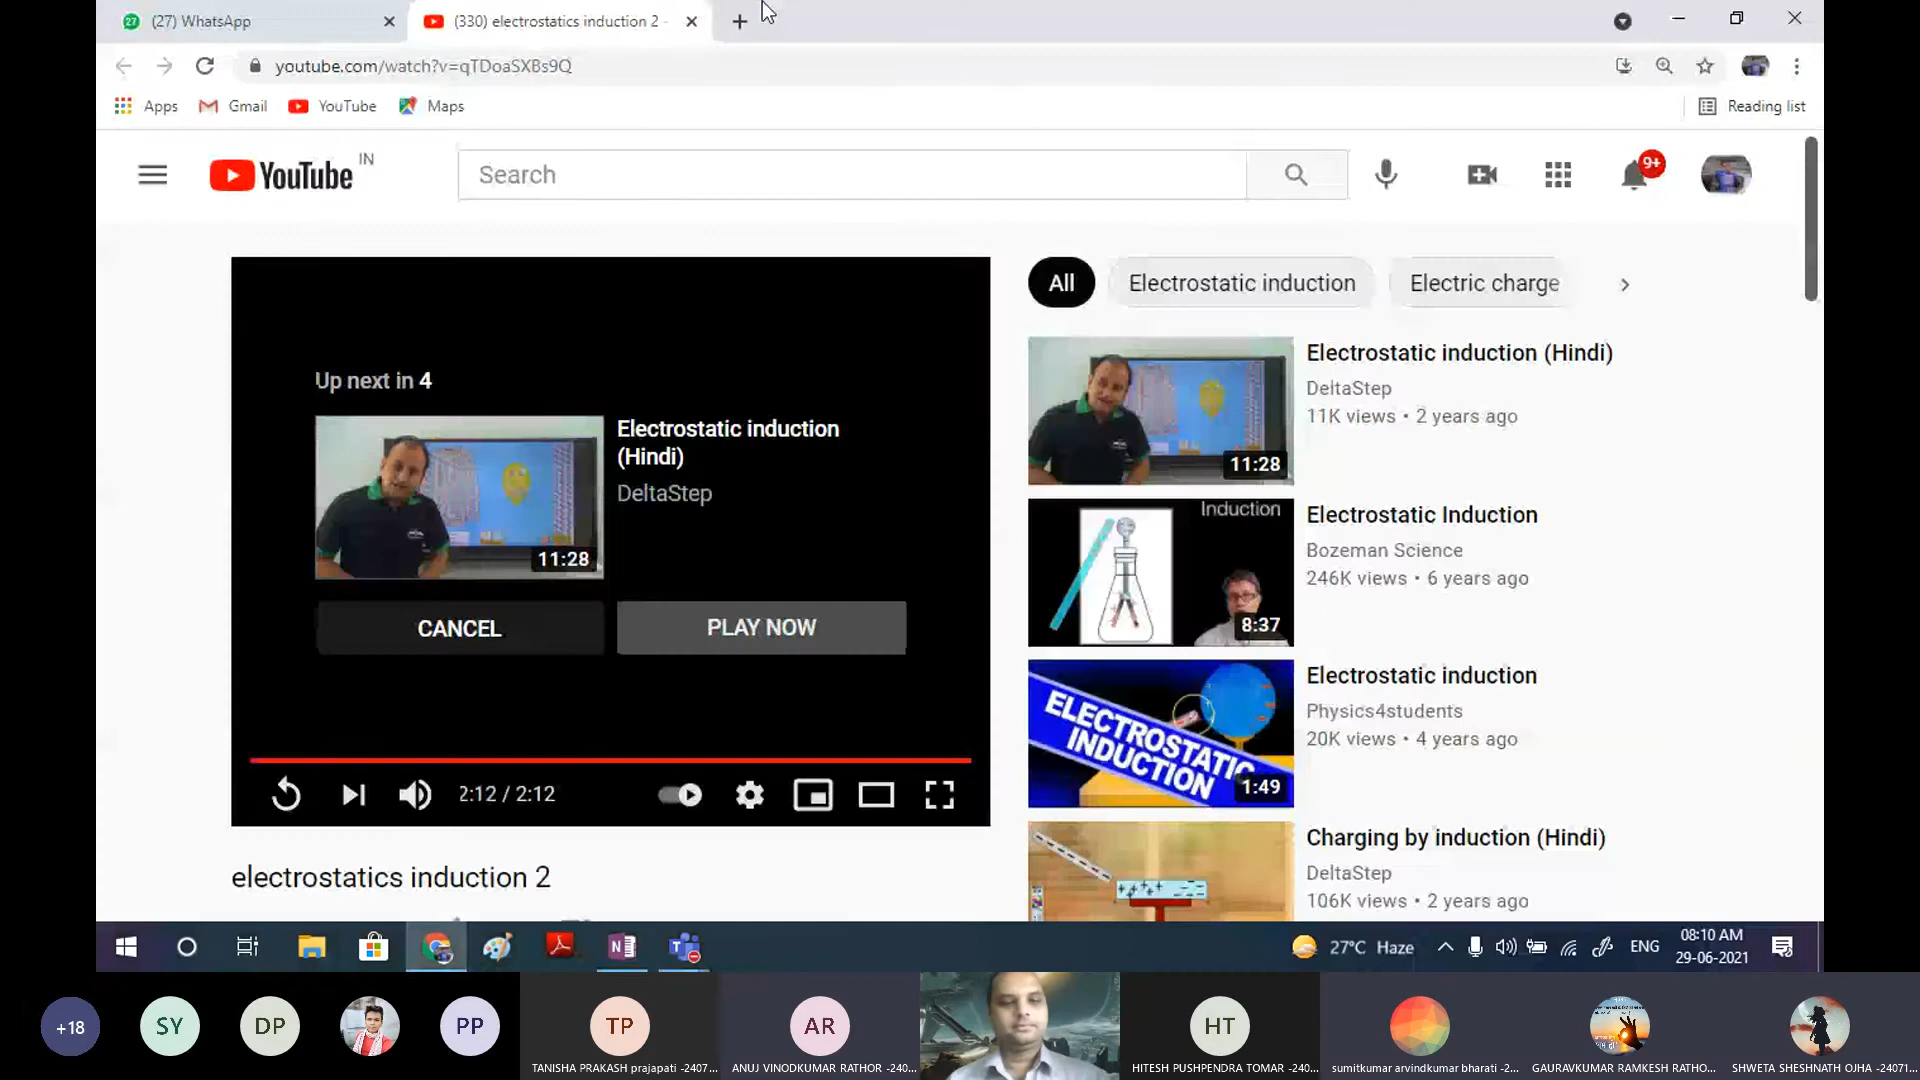 27
(27) WhatsApp
(330) electrostatics induction 2 -
youtube.com/watch?v=qTDoaSXBs9Q
Apps
Gmail
YouTube
Maps
Reading list
YouTube
IN
Search
9+
All
Electrostatic induction
Electric charge
Up next in 4
11:28
Electrostatic induction
(Hindi)
DeltaStep
CANCEL
PLAY NOW
2:12 / 2:12
electrostatics induction 2
11:28
Electrostatic induction (Hindi)
DeltaStep
11K views • 2 years ago
Induction
8:37
Electrostatic Induction
Bozeman Science
246K views • 6 years ago
ELECTROSTATIC
INDUCTION
1:49
Electrostatic induction
Physics4students
20K views • 4 years ago
Charging by induction (Hindi)
DeltaStep
106K views • 2 years ago
27°C Haze
ENG
08:10 AM
29-06-2021
+18
SY
DP
PP
TP
TANISHA PRAKASH prajapati -2407...
AR
ANUJ VINODKUMAR RATHOR -240...
HT
HITESH PUSHPENDRA TOMAR -240...
sumitkumar arvindkumar bharati -2...
GAURAVKUMAR RAMKESH RATHO...
SHWETA SHESHNATH OJHA -24071...